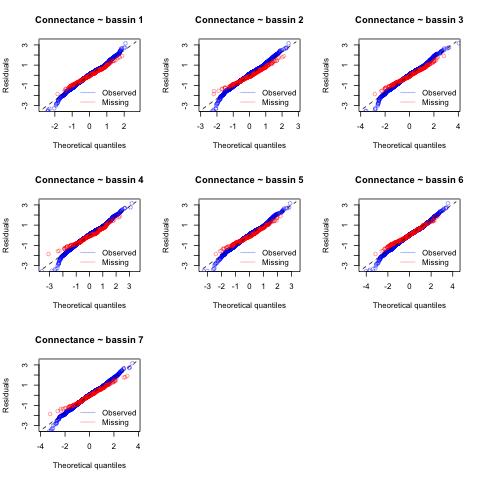 Connectance ~ bassin 1
Residuals
3
1
-1
-3
Observed
Missing
-2
-1
0
1
2
Theoretical quantiles
Connectance ~ bassin 2
Residuals
3
1
-1
-3
Observed
Missing
-3
-2
-1
0
1
2
3
Theoretical quantiles
Connectance ~ bassin 3
Residuals
3
1
-1
-3
Observed
Missing
-4
-2
0
2
4
Theoretical quantiles
Connectance ~ bassin 4
Residuals
3
1
-1
-3
Observed
Missing
-3
-1
0
1
2
3
Theoretical quantiles
Connectance ~ bassin 5
Residuals
3
1
-1
-3
Observed
Missing
-3
-1
0
1
2
3
Theoretical quantiles
Connectance ~ bassin 6
Residuals
3
1
-1
-3
Observed
Missing
-4
-2
0
2
4
Theoretical quantiles
Connectance ~ bassin 7
Residuals
3
1
-1
-3
Observed
Missing
-4
-2
0
2
4
Theoretical quantiles